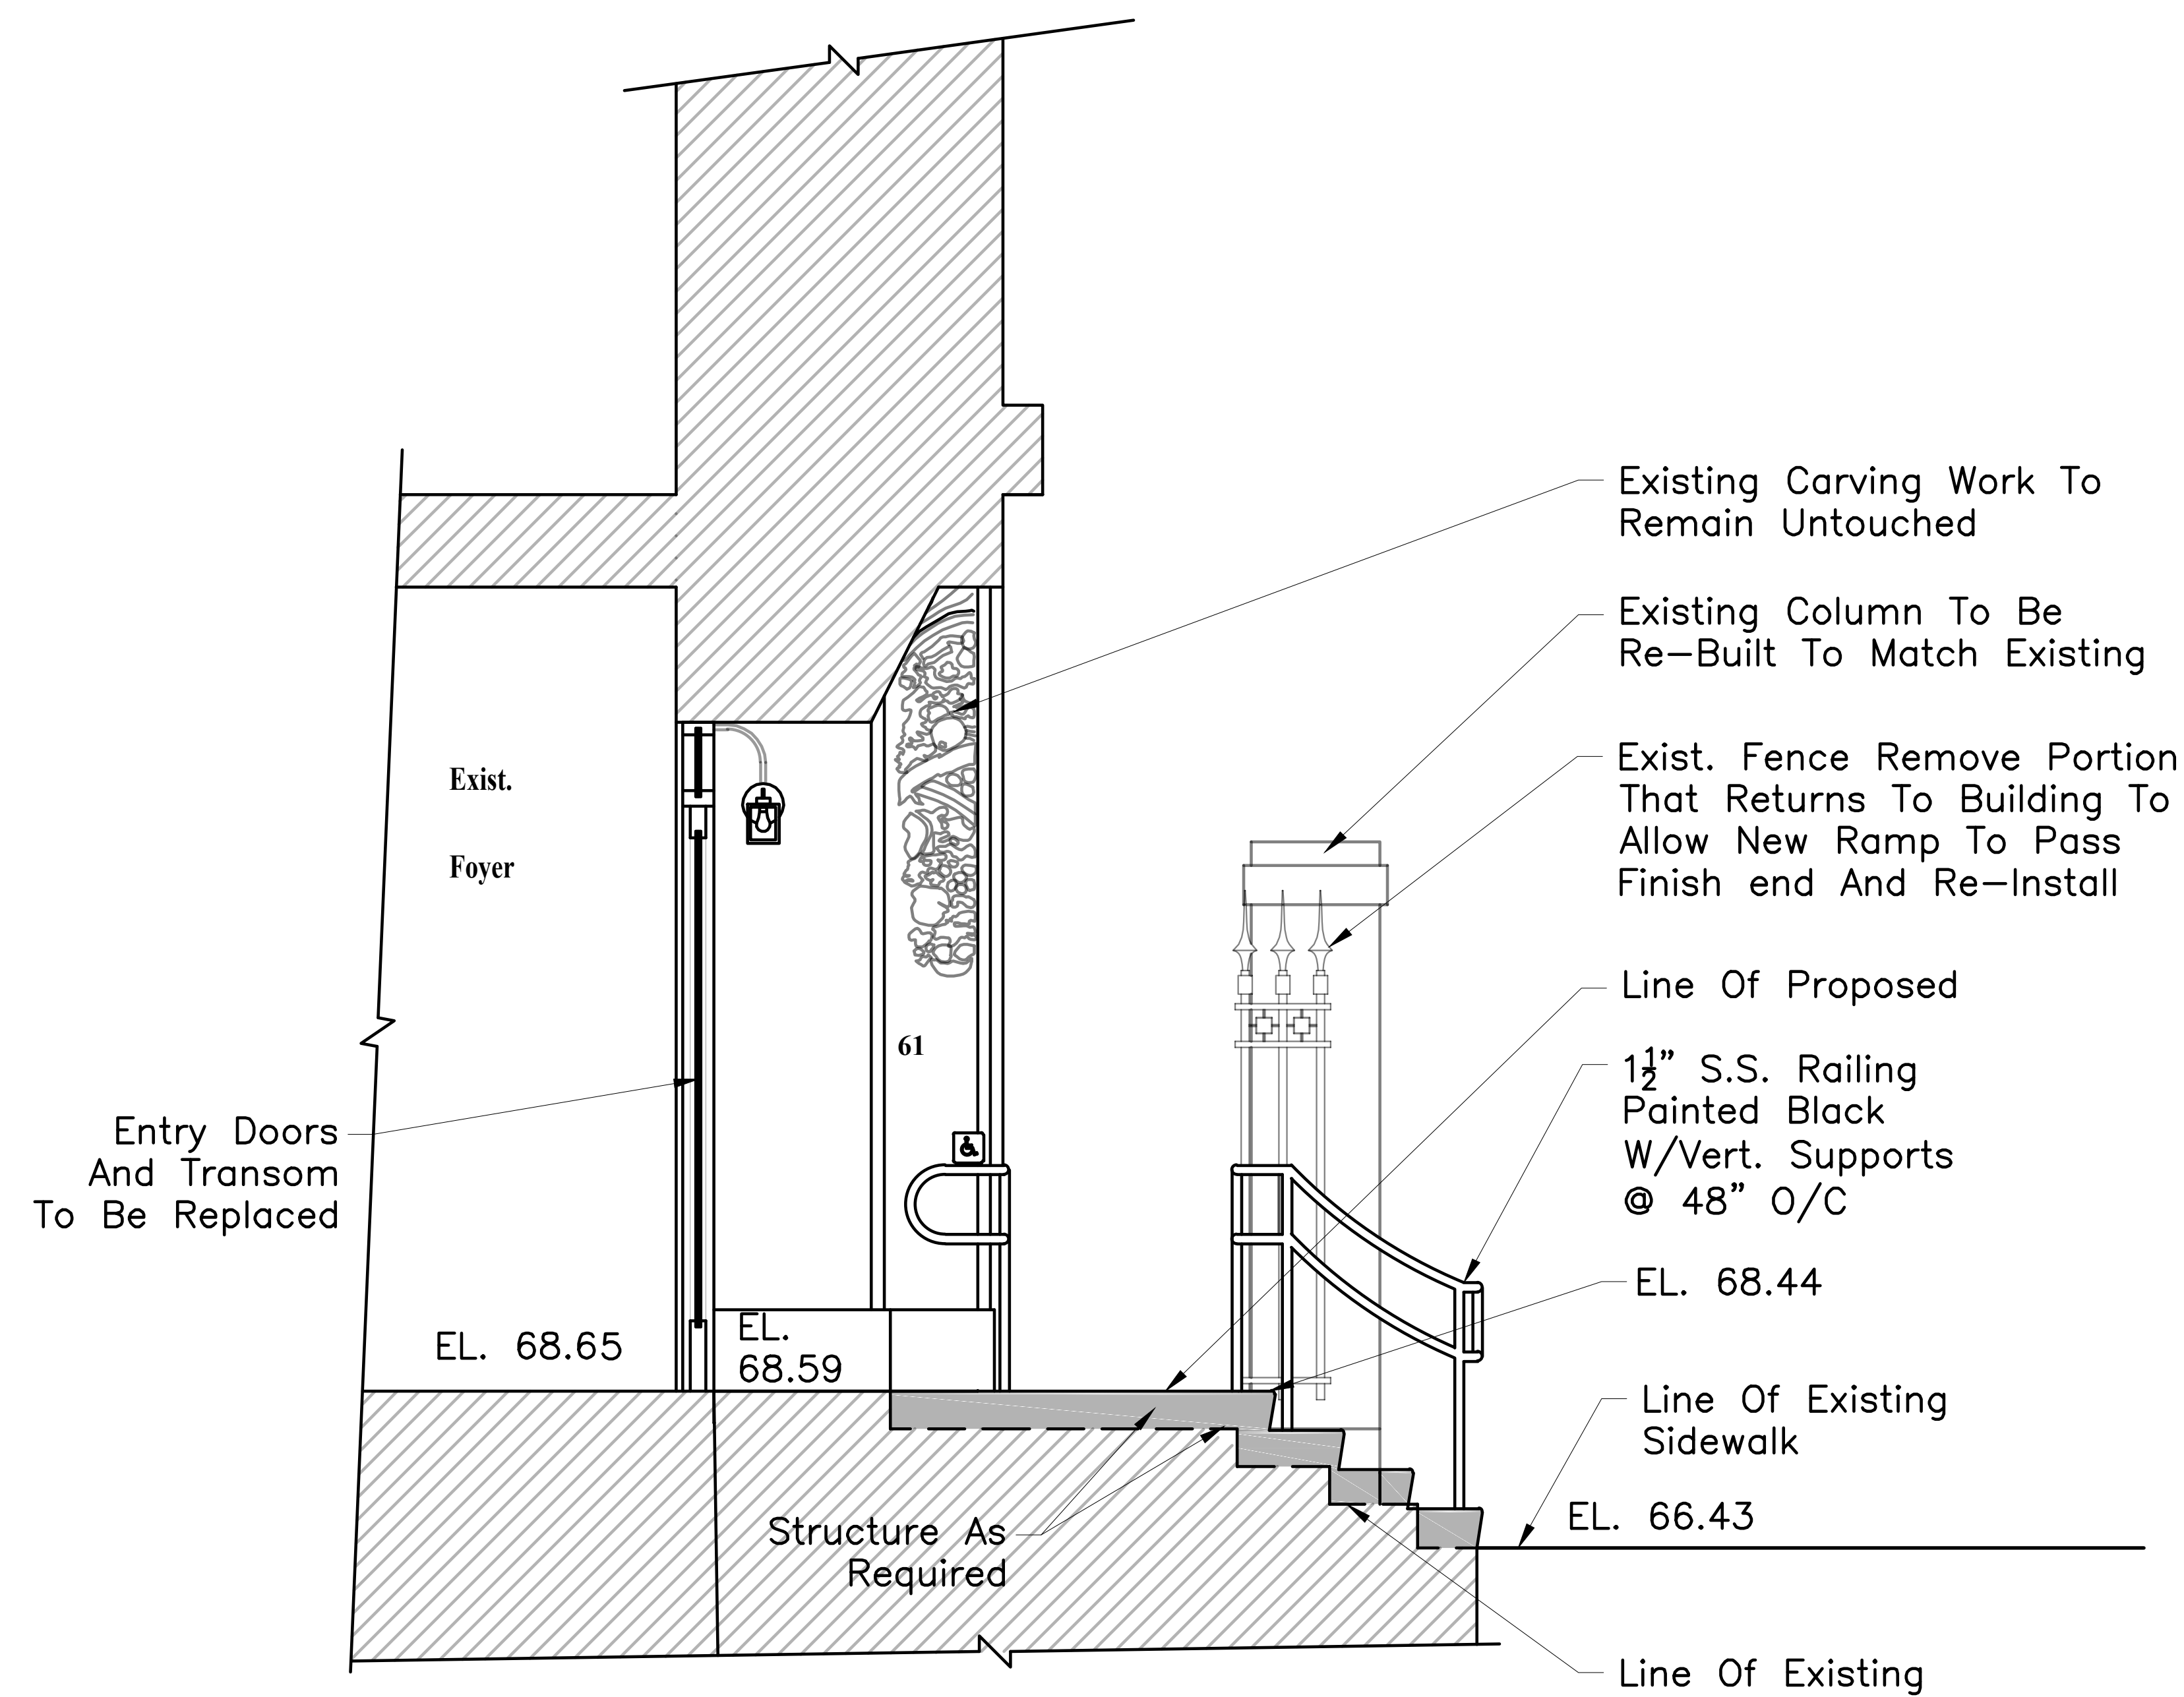 Existing Carving Work To
Remain Untouched
Existing Column To Be
Re-Built To Match Existing
Exist. Fence Remove Portion
That Returns To Building To
Allow New Ramp To Pass
Finish end And Re-Install
Exist.
Foyer
Line Of Proposed
61
1½" S.S. Railing
Painted Black
W/Vert. Supports
@ 48" O/C
Entry Doors
And Transom
To Be Replaced
EL. 68.44
EL. 68.65
EL.
68.59
Line Of Existing
Sidewalk
EL. 66.43
Structure As
Required
Line Of Existing